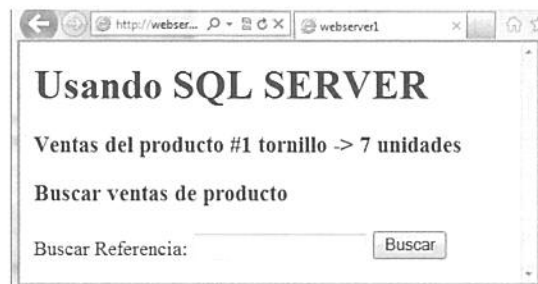 http://webser...
webserver1
Usando SQL SERVER
Ventas del producto #1 tornillo -> 7 unidades
Buscar ventas de producto
Buscar Referencia:
Buscar